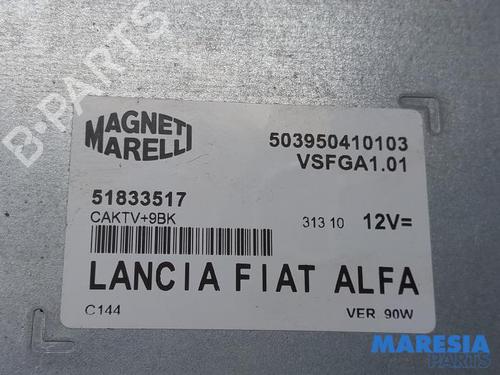 B-PARTS
MAGNETI
MARELLI
503950410103
VSFGA1.01
51833517
CAKTV+9BK
313 10 12V=
LANCIA FIAT ALFA
C144 VER 90W
MARESIA
PARTS